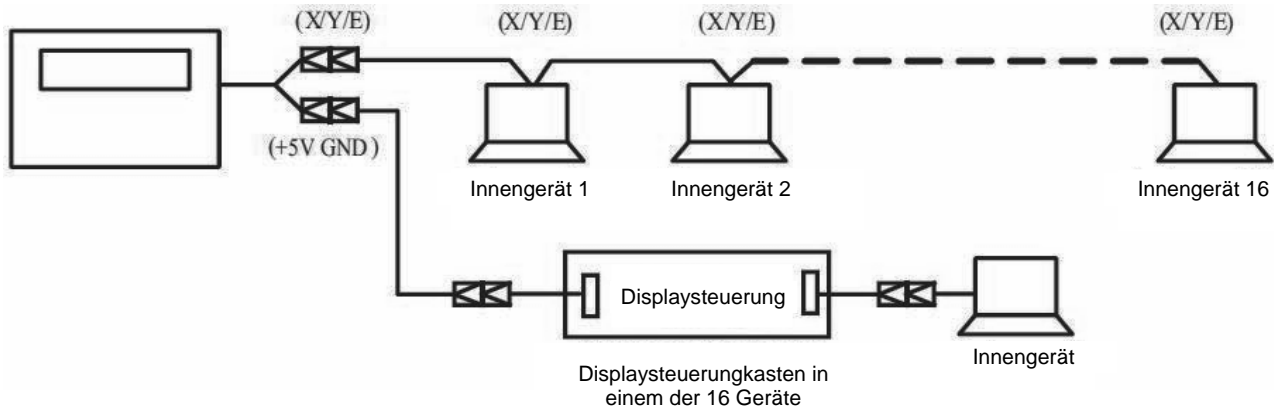 (X/Y/E) (X/Y/E) (X/Y/E) (X/Y/E)
(+5V GND )
Innengerät 1 Innengerät 2 Innengerät 16
Displaysteuerung
Innengerät
Displaysteuerungkasten in
einem der 16 Geräte